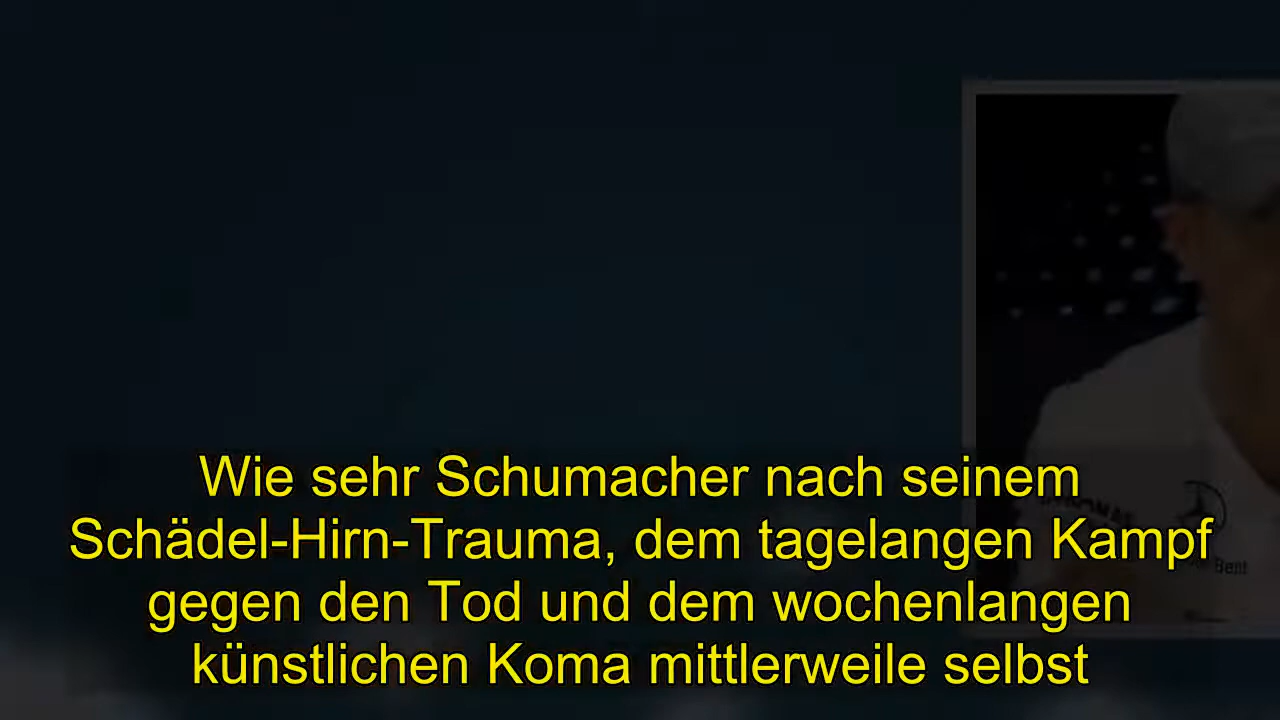 Wie sehr Schumacher nach seinem
Schädel-Hirn-Trauma, dem tagelangen Kampf
gegen den Tod und dem wochenlangen
künstlichen Koma mittlerweile selbst